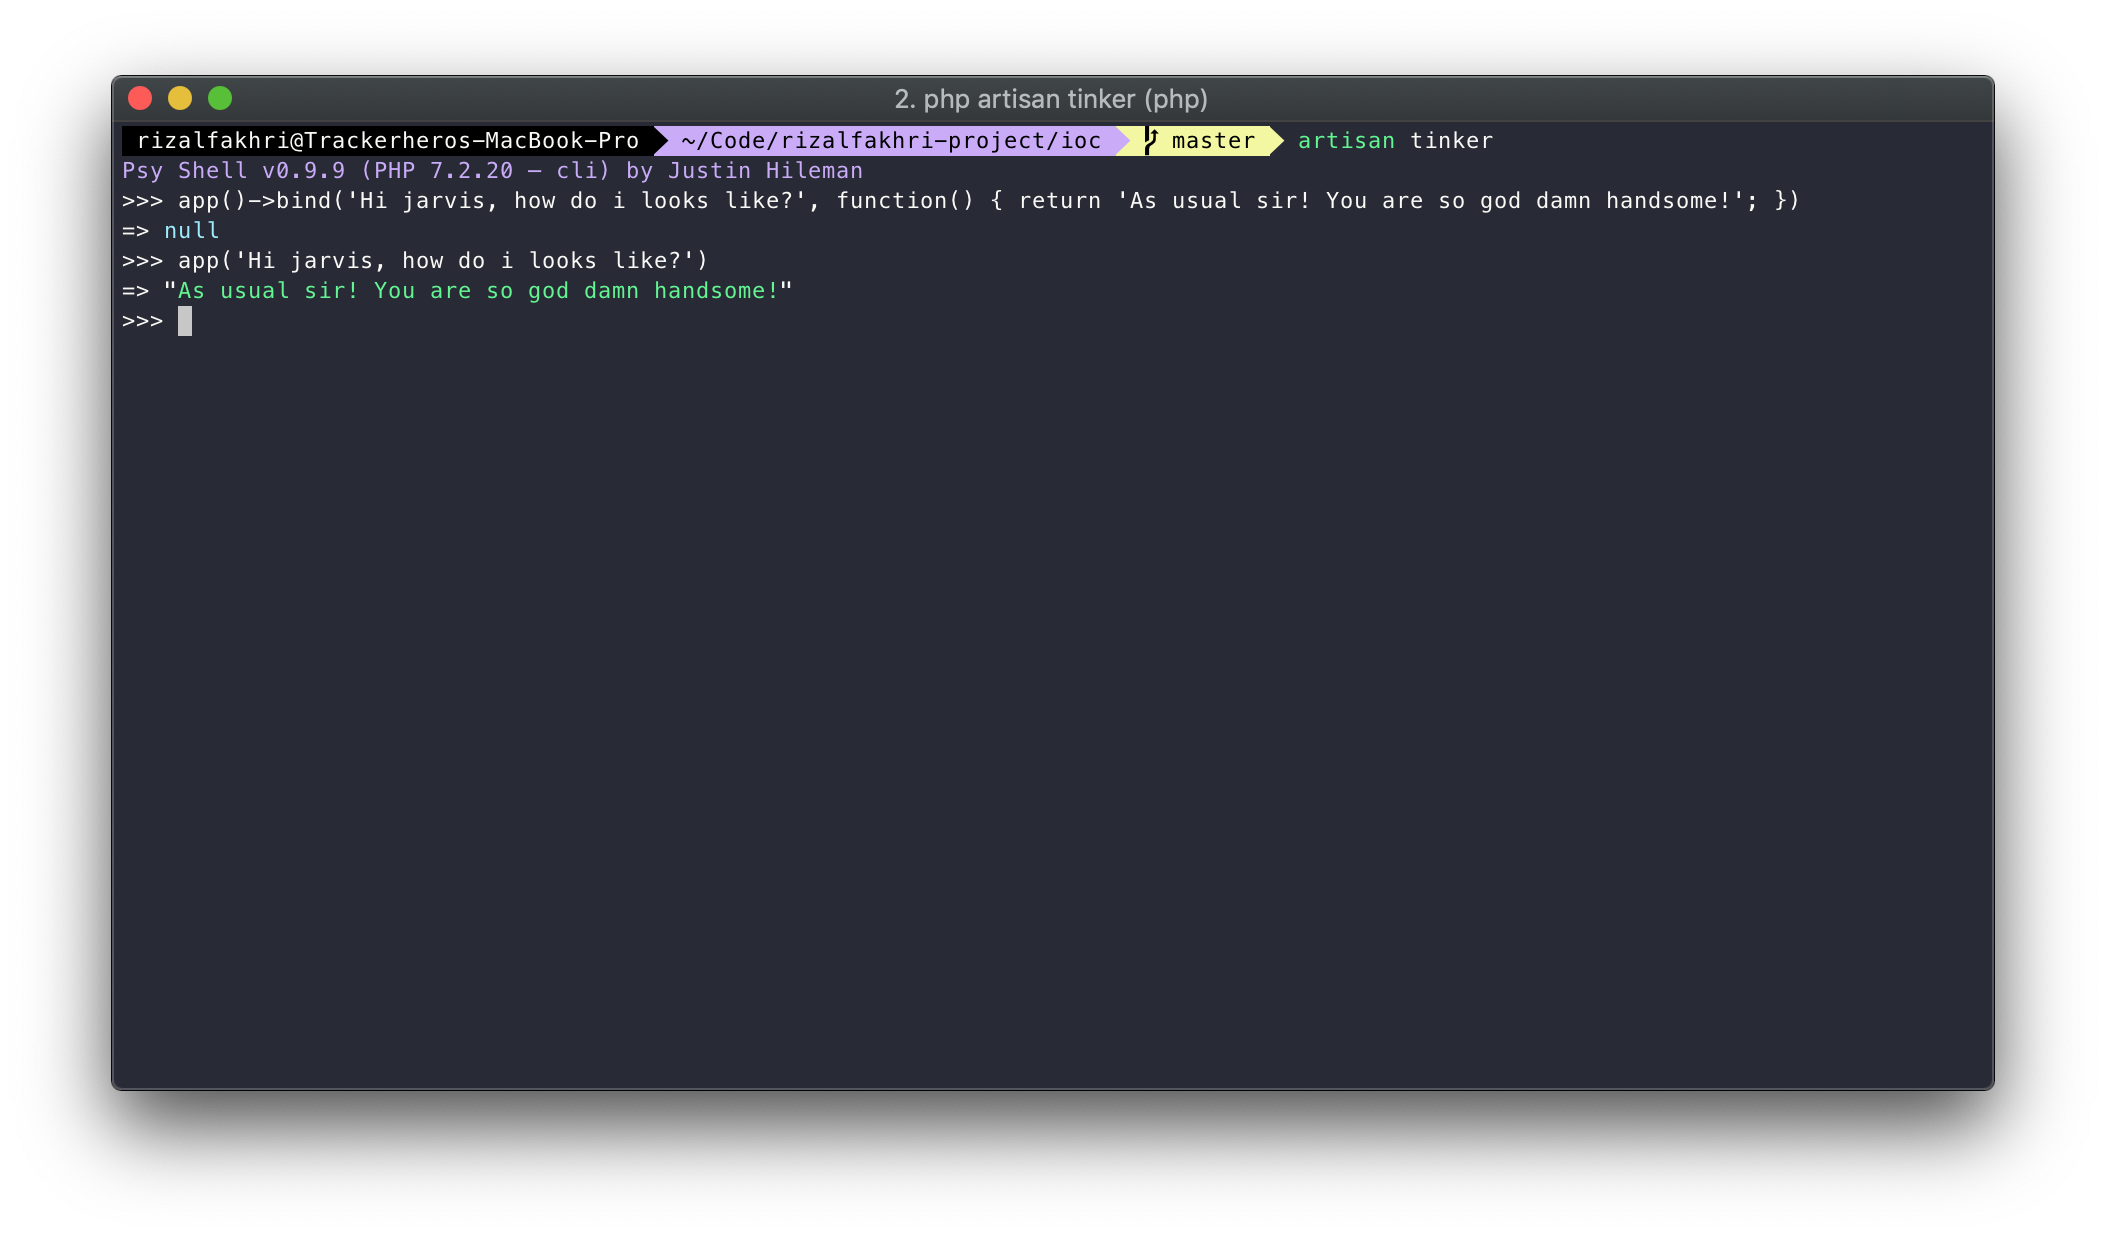 2. php artisan tinker (php)
rizalfakhri@Trackerheros-MacBook-Pro ~/Code/rizalfakhri-project/ioc master artisan tinker
Psy Shell v0.9.9 (PHP 7.2.20 — cli) by Justin Hileman
>>> app()->bind('Hi jarvis, how do i looks like?', function() { return 'As usual sir! You are so god damn handsome!'; })
=> null
>>> app('Hi jarvis, how do i looks like?')
=> "As usual sir! You are so god damn handsome!"
>>>